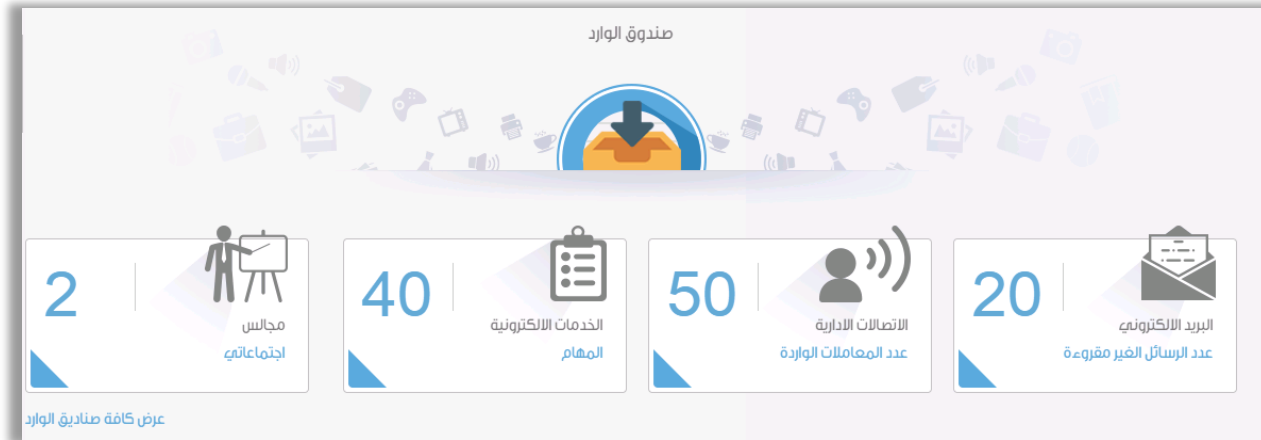 صندوق الوارد
20
البريد الالكتروني
عدد الرسائل الغير مقروءة
50
الاتصالات الادارية
عدد المعاملات الواردة
40
الخدمات الالكترونية
المهام
2
مجالس
اجتماعاتي
عرض كافة صناديق الوارد